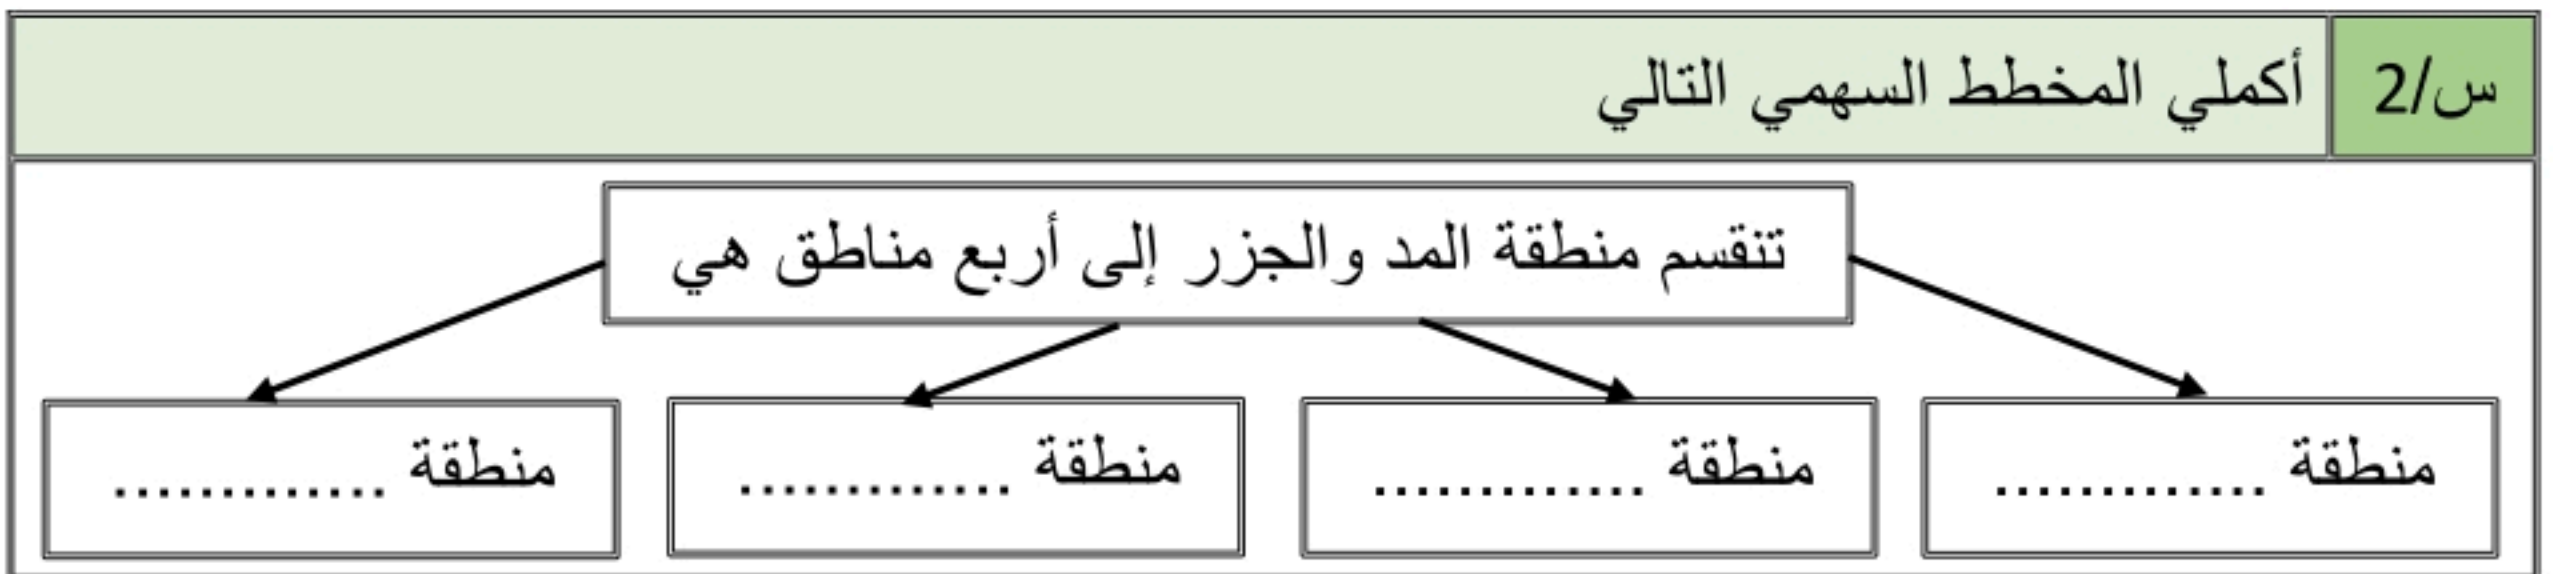 س/2 أكملي المخطط السهمي التالي
تنقسم منطقة المد والجزر إلى أربع مناطق هي
منطقة .............
منطقة .............
منطقة .............
منطقة .............